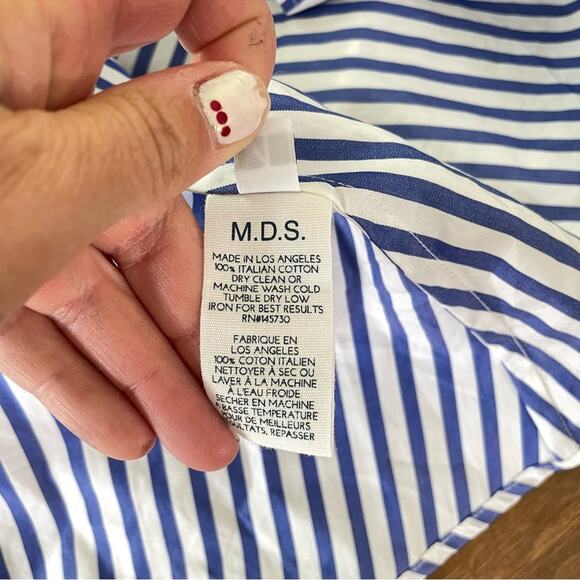 M.D.S.
MADE IN LOS ANGELES
100% ITALIAN COTTON
DRY CLEAN OR
MACHINE WASH COLD
TUMBLE DRY LOW
IRON FOR BEST RESULTS
RN#145730
FABRIQUE EN
LOS ANGELES
100% COTON ITALIEN
NETTOYER À SEC OU
LAVER À LA MACHINE
À L'EAU FROIDE
SECHER EN MACHINE
À BASSE TEMPERATURE
POUR DE MEILLEURS
RESULTATS, REPASSER